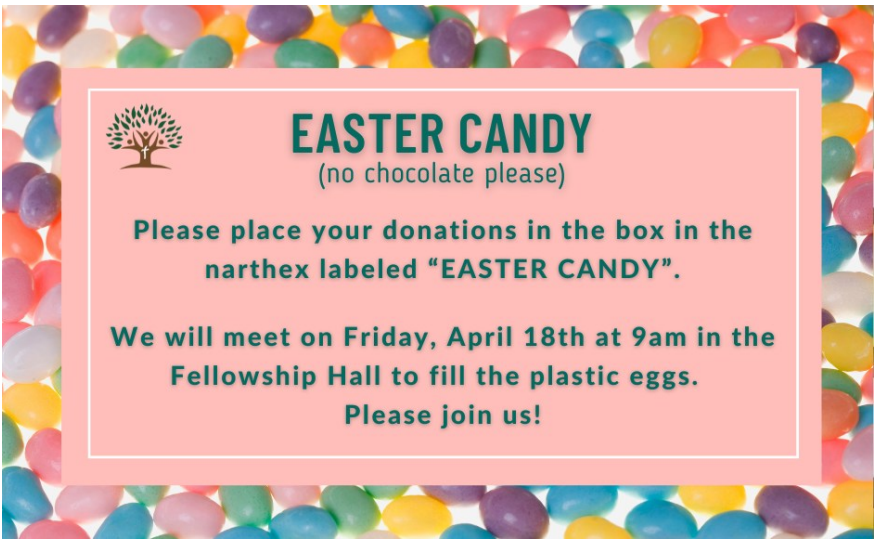 EASTER CANDY
(no chocolate please)
Please place your donations in the box in the
narthex labeled “EASTER CANDY”.
We will meet on Friday, April 18th at 9am in the
Fellowship Hall to fill the plastic eggs.
Please join us!